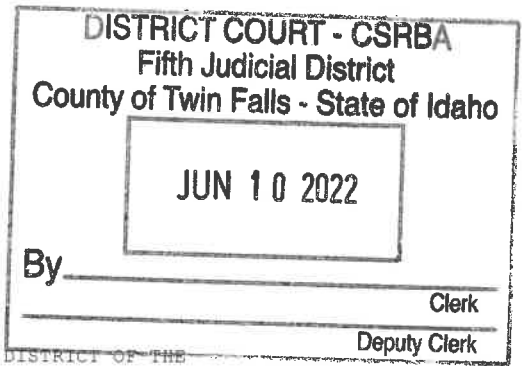 DISTRICT COURT - CSRBA
Fifth Judicial District
County of Twin Falls - State of Idaho
JUN 10 2022
By
Clerk
Deputy Clerk
DISTRICT OF THE